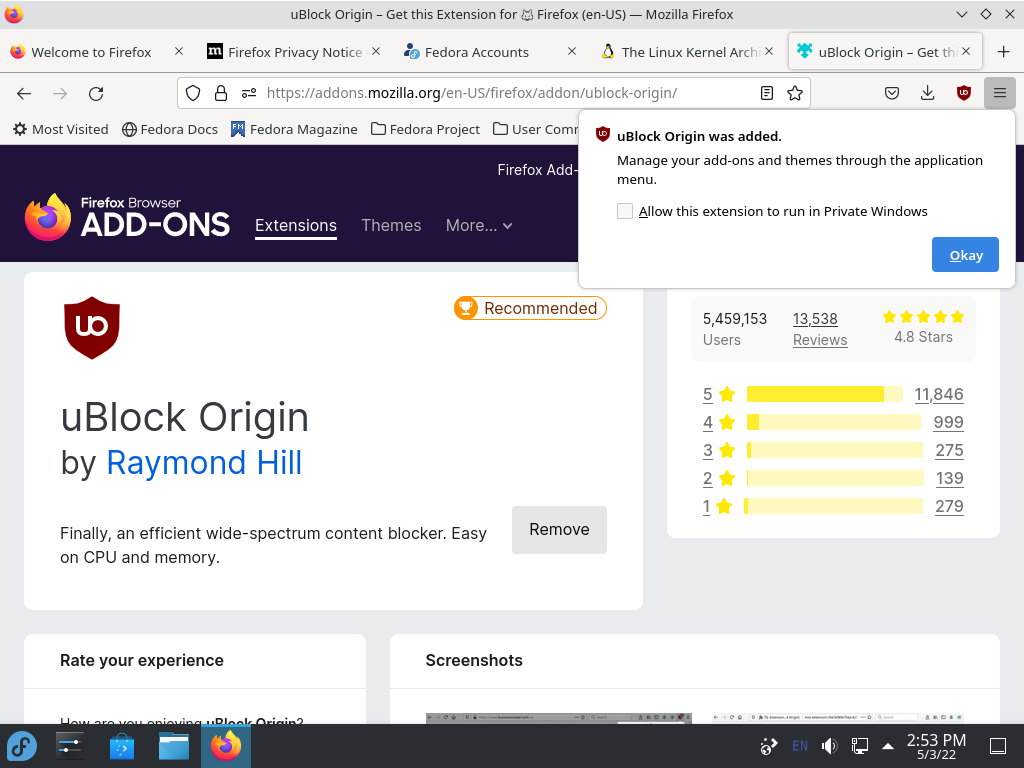 uBlock Origin – Get this Extension for 🦊 Firefox (en-US) — Mozilla Firefox
Welcome to Firefox
Firefox Privacy Notice
Fedora Accounts
The Linux Kernel Archi
uBlock Origin – Get thi
https://addons.mozilla.org/en-US/firefox/addon/ublock-origin/
Most Visited
Fedora Docs
Fedora Magazine
Fedora Project
User Comm
uBlock Origin was added.
Manage your add-ons and themes through the application
menu.
Allow this extension to run in Private Windows
Okay
Firefox Add-
Firefox Browser
ADD-ONS
Extensions
Themes
More...
Recommended
uBlock Origin
by Raymond Hill
Finally, an efficient wide-spectrum content blocker. Easy
on CPU and memory.
Remove
5,459,153
Users
13,538
Reviews
4.8 Stars
5 11,846
4 999
3 275
2 139
1 279
Rate your experience
How are you enjoying uBlock Origin?
Screenshots
EN
2:53 PM
5/3/22